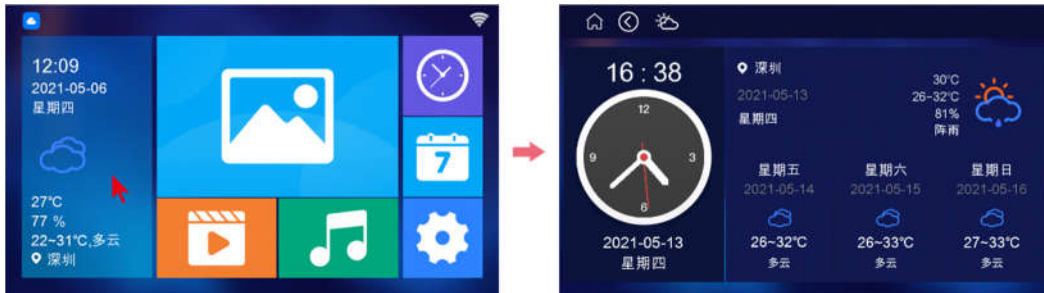 12:09
2021-05-06
星期四
27℃
77 %
22~31℃,多云
深圳
7
16 : 38
12
3
6
9
2021-05-13
星期四
深圳
2021-05-13
星期四
30℃
26~32℃
81%
阵雨
星期五
2021-05-14
26~32℃
多云
星期六
2021-05-15
26~33℃
多云
星期日
2021-05-16
27~33℃
多云